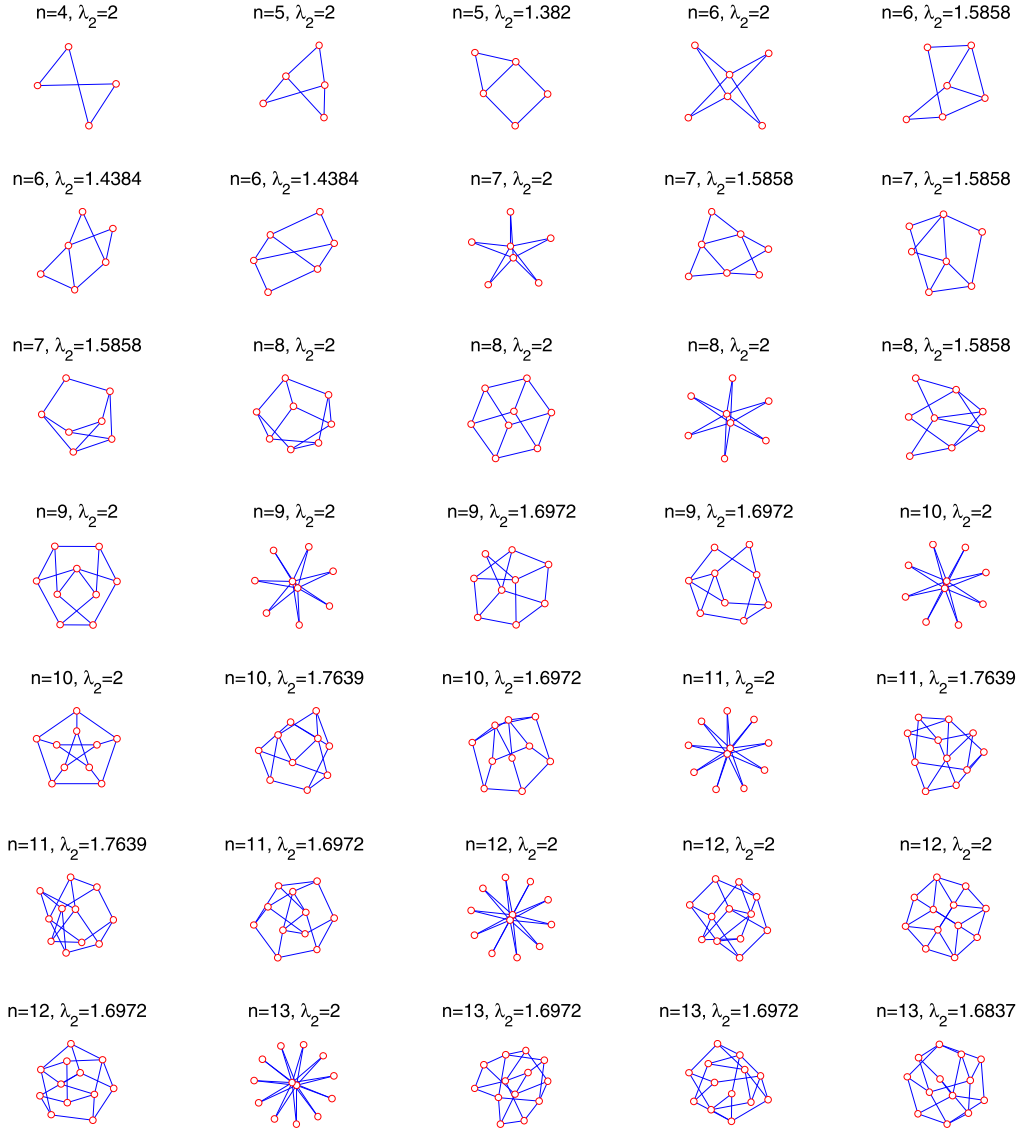 n=4, λ₂=2 n=5, λ₂=2 n=5, λ₂=1.382 n=6, λ₂=2 n=6, λ₂=1.5858
n=6, λ₂=1.4384 n=6, λ₂=1.4384 n=7, λ₂=2 n=7, λ₂=1.5858 n=7, λ₂=1.5858
n=7, λ₂=1.5858 n=8, λ₂=2 n=8, λ₂=2 n=8, λ₂=2 n=8, λ₂=1.5858
n=9, λ₂=2 n=9, λ₂=2 n=9, λ₂=1.6972 n=9, λ₂=1.6972 n=10, λ₂=2
n=10, λ₂=2 n=10, λ₂=1.7639 n=10, λ₂=1.6972 n=11, λ₂=2 n=11, λ₂=1.7639
n=11, λ₂=1.7639 n=11, λ₂=1.6972 n=12, λ₂=2 n=12, λ₂=2 n=12, λ₂=2
n=12, λ₂=1.6972 n=13, λ₂=2 n=13, λ₂=1.6972 n=13, λ₂=1.6972 n=13, λ₂=1.6837